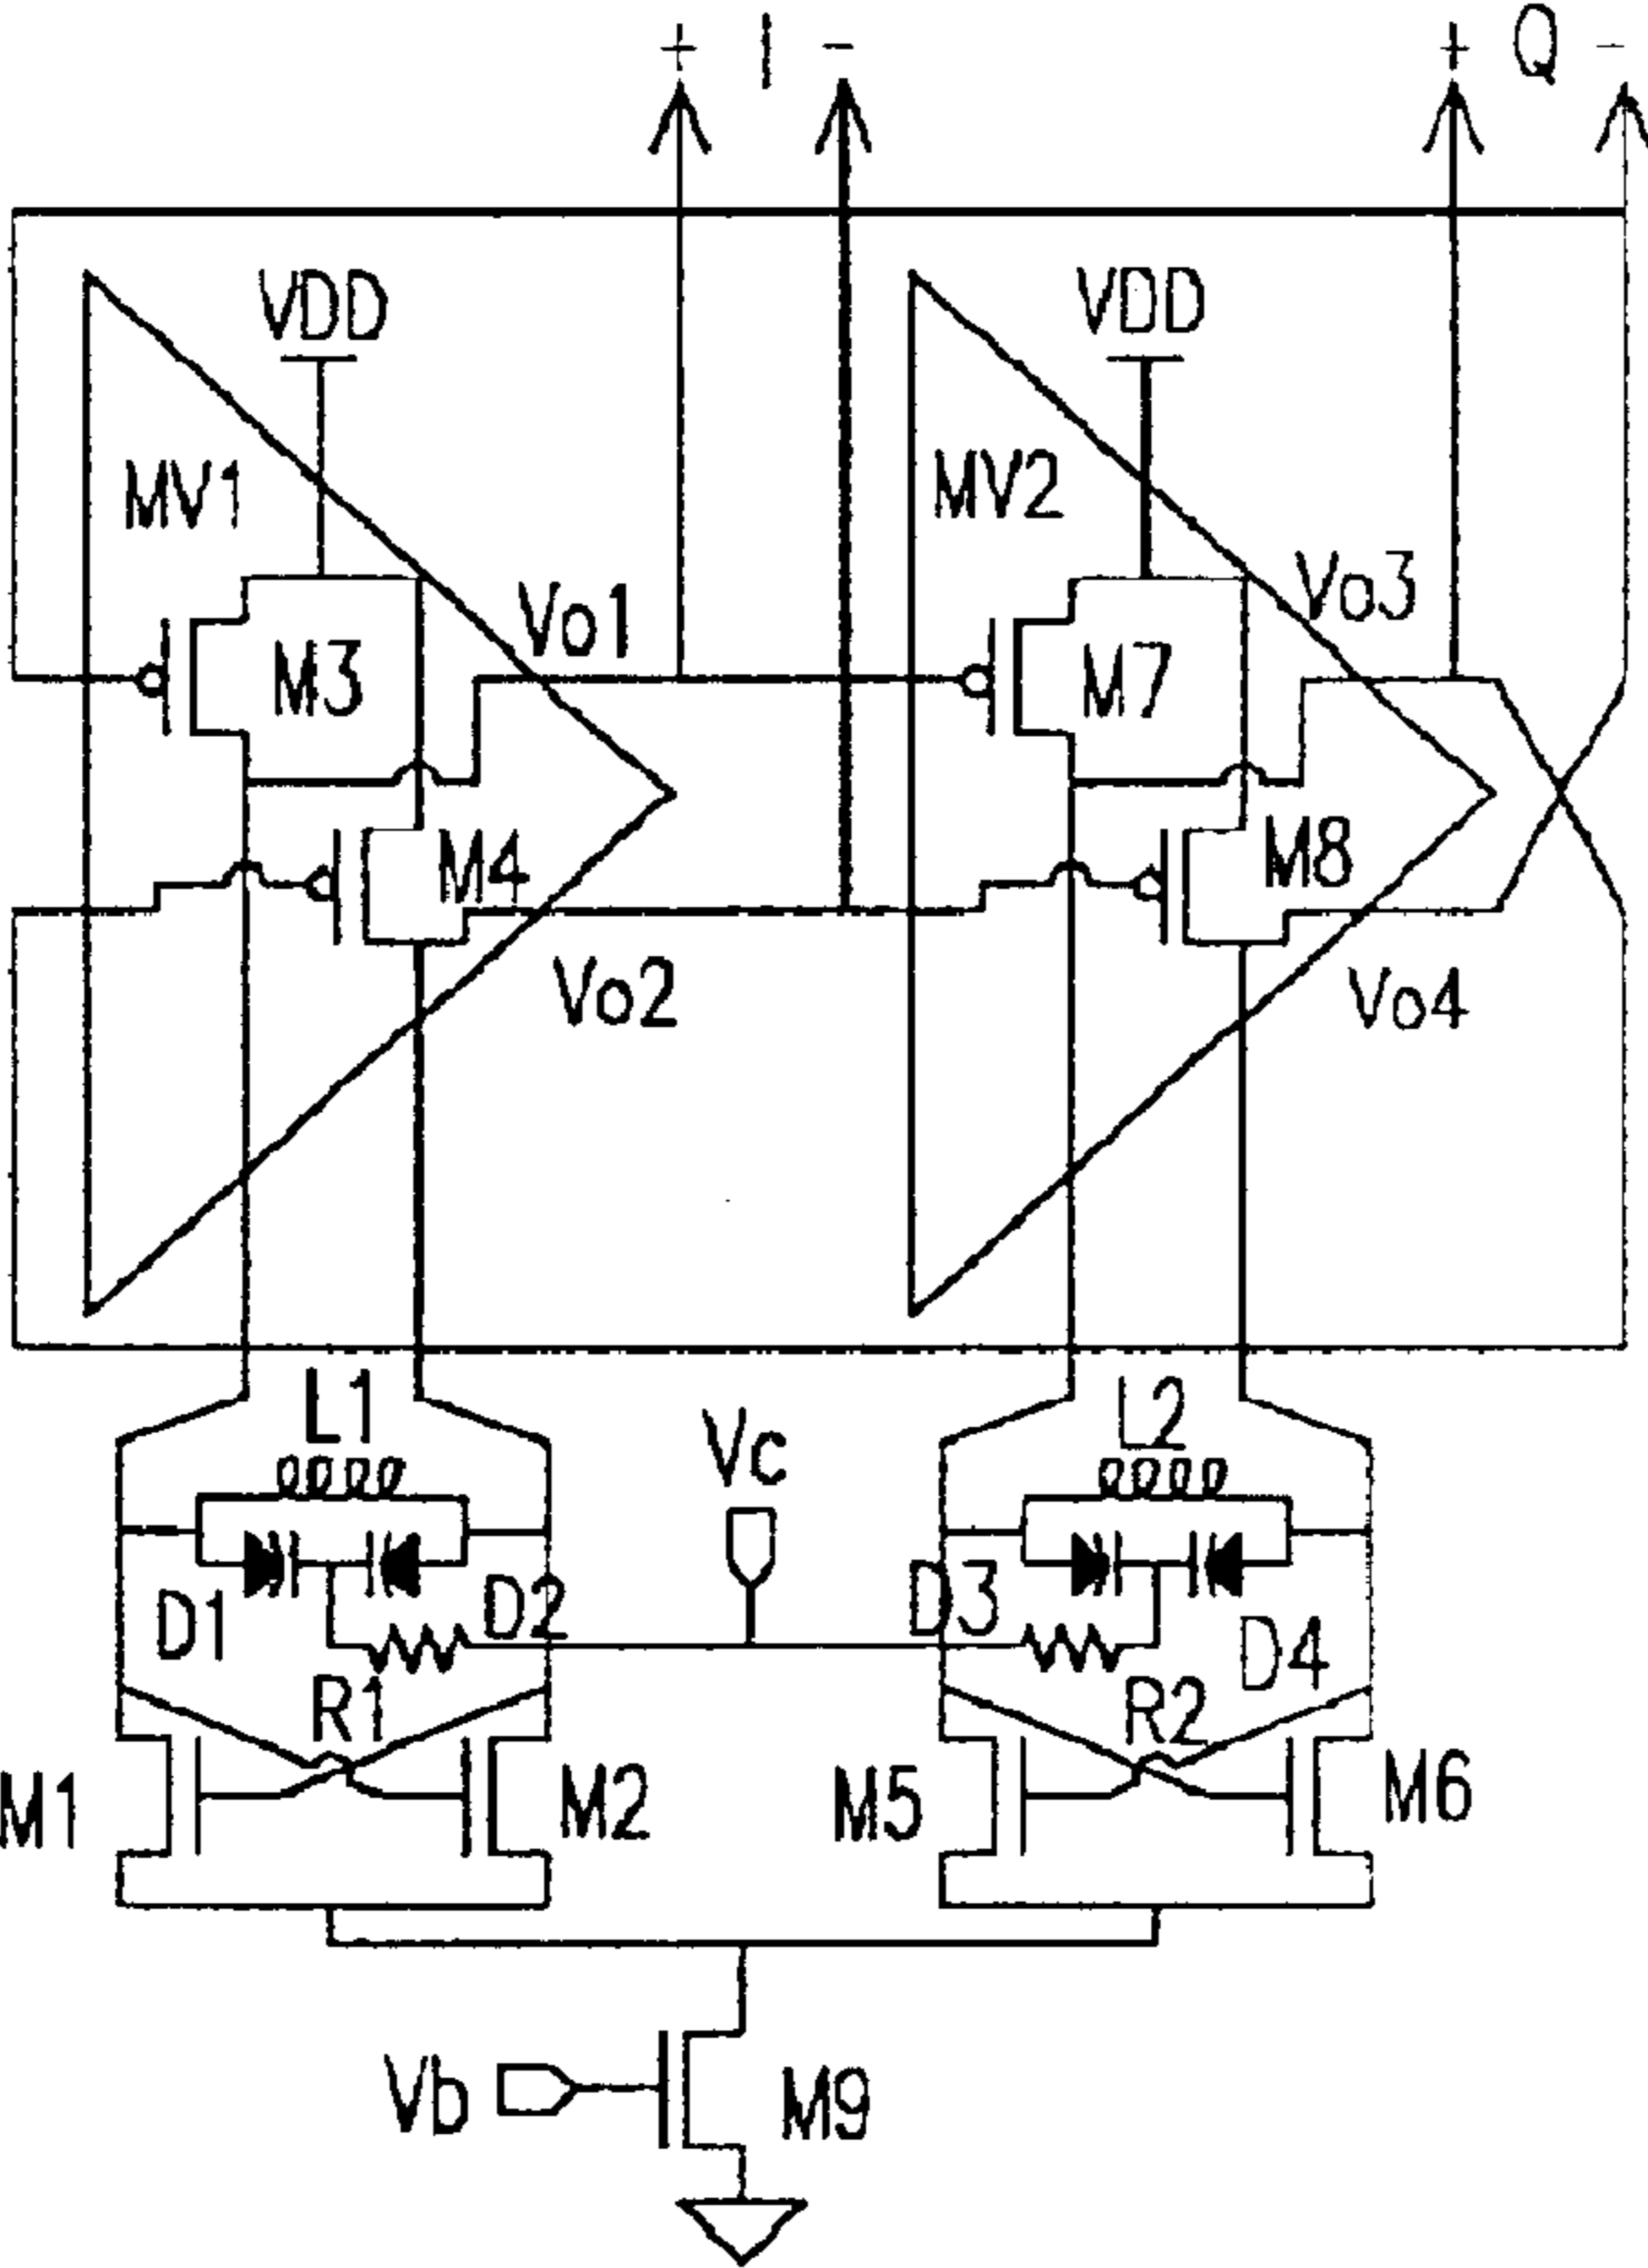 + I - + Q -
VDD VDD
MV1 MV2
Vo1 Vo3
M3 M7
M4 M8
Vo2 Vo4
L1 L2
Vc
D1 D2 D3 D4
R1 R2
M1 M2 M5 M6
Vb M9